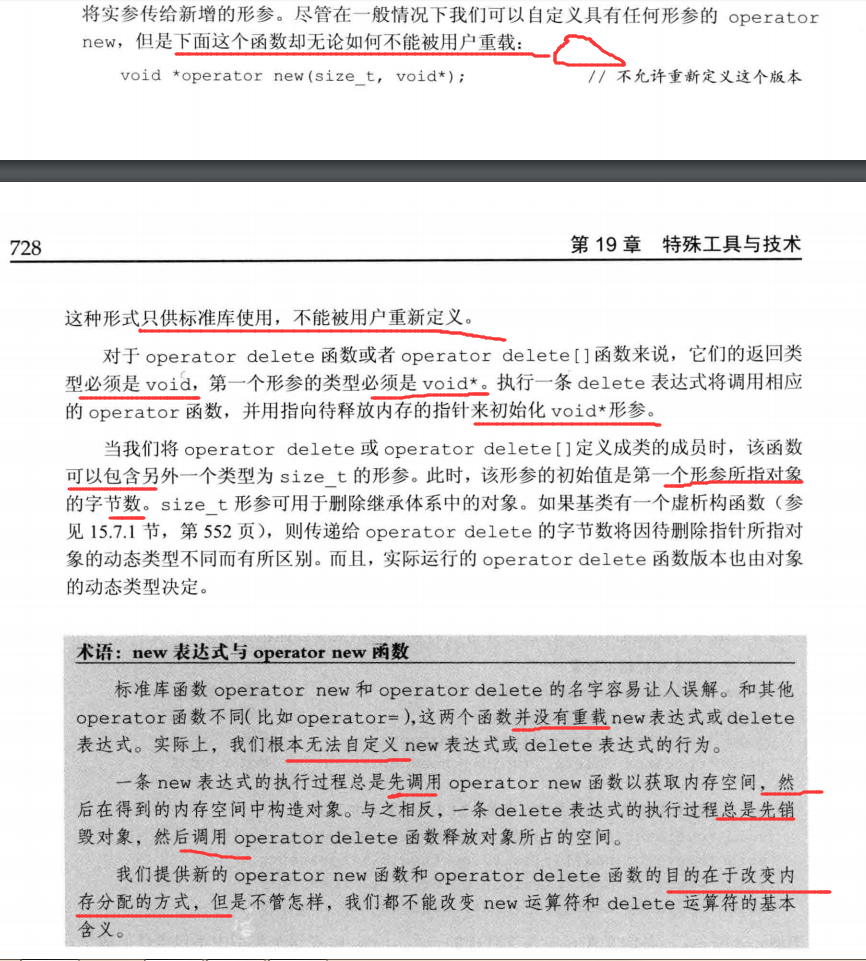 将实参传给新增的形参。尽管在一般情况下我们可以自定义具有任何形参的 operator
new，但是下面这个函数却无论如何不能被用户重载：
void *operator new(size_t, void*); // 不允许重新定义这个版本
728 第 19 章 特殊工具与技术
这种形式只供标准库使用，不能被用户重新定义。
对于 operator delete 函数或者 operator delete[]函数来说，它们的返回类
型必须是 void，第一个形参的类型必须是 void*。执行一条 delete 表达式将调用相应
的 operator 函数，并用指向待释放内存的指针来初始化 void*形参。
当我们将 operator delete 或 operator delete[]定义成类的成员时，该函数
可以包含另外一个类型为 size_t 的形参。此时，该形参的初始值是第一个形参所指对象
的字节数。size_t 形参可用于删除继承体系中的对象。如果基类有一个虚析构函数（参
见 15.7.1 节，第 552 页），则传递给 operator delete 的字节数将因待删除指针所指对
象的动态类型不同而有所区别。而且，实际运行的 operator delete 函数版本也由对象
的动态类型决定。
术语：new 表达式与 operator new 函数
标准库函数 operator new 和 operator delete 的名字容易让人误解。和其他
operator 函数不同(比如 operator=),这两个函数并没有重载 new 表达式或 delete
表达式。实际上，我们根本无法自定义 new 表达式或 delete 表达式的行为。
一条 new 表达式的执行过程总是先调用 operator new 函数以获取内存空间，然
后在得到的内存空间中构造对象。与之相反，一条 delete 表达式的执行过程总是先销
毁对象，然后调用 operator delete 函数释放对象所占的空间。
我们提供新的 operator new 函数和 operator delete 函数的目的在于改变内
存分配的方式，但是不管怎样，我们都不能改变 new 运算符和 delete 运算符的基本
含义。